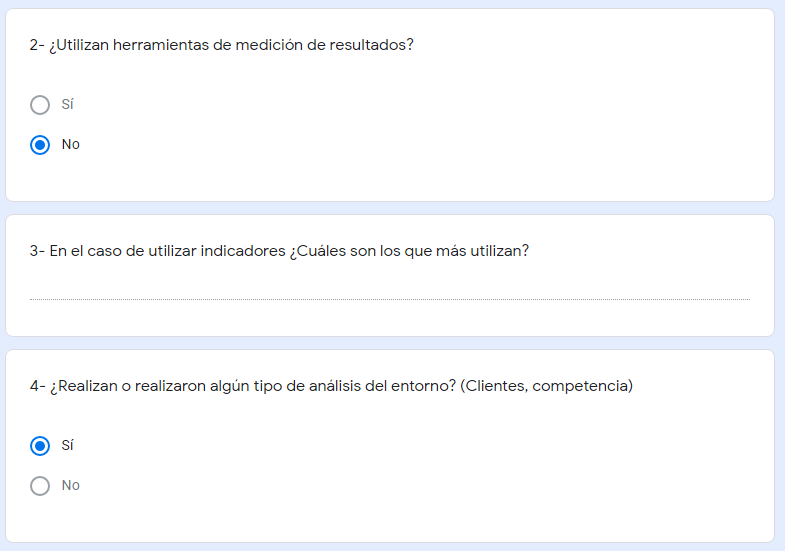 2- ¿Utilizan herramientas de medición de resultados?
Sí
No
3- En el caso de utilizar indicadores ¿Cuáles son los que más utilizan?
4- ¿Realizan o realizaron algún tipo de análisis del entorno? (Clientes, competencia)
Sí
No